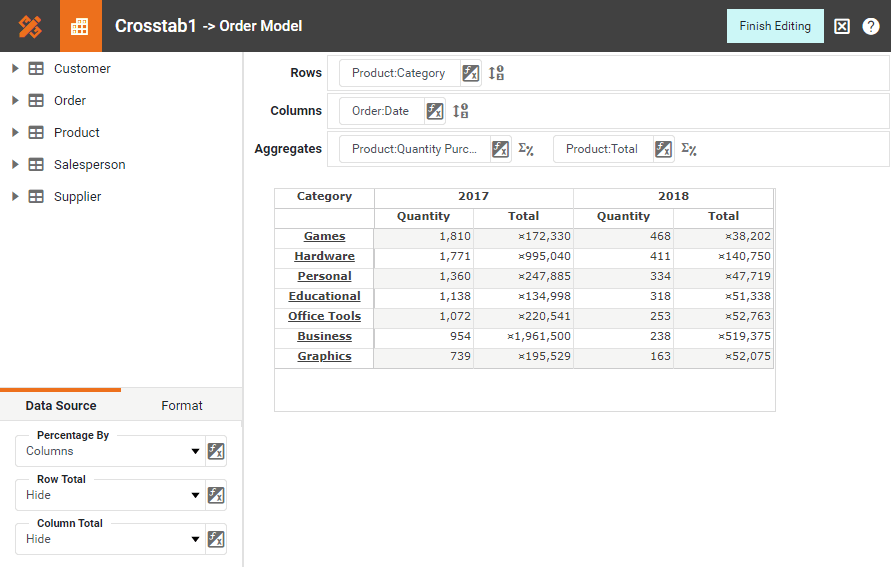 Crosstab1 -> Order Model
Finish Editing
Customer
Order
Product
Salesperson
Supplier
Rows Product:Category
Columns Order:Date
Aggregates Product:Quantity Purc... Product:Total
Category 2017 2018
Quantity Total Quantity Total
Games 1,810 ¤172,330 468 ¤38,202
Hardware 1,771 ¤995,040 411 ¤140,750
Personal 1,360 ¤247,885 334 ¤47,719
Educational 1,138 ¤134,998 318 ¤51,338
Office Tools 1,072 ¤220,541 253 ¤52,763
Business 954 ¤1,961,500 238 ¤519,375
Graphics 739 ¤195,529 163 ¤52,075
Data Source Format
Percentage By
Columns
Row Total
Hide
Column Total
Hide